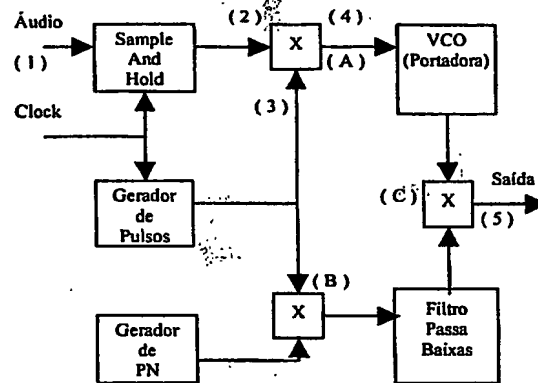 Áudio
(1)
Sample
And
Hold
(2)
X
(4)
(A)
VCO
(Portadora)
Clock
(3)
Gerador
de
Pulsos
(C)
X
Saída
(5)
(B)
X
Gerador
de
PN
Filtro
Passa
Baixas